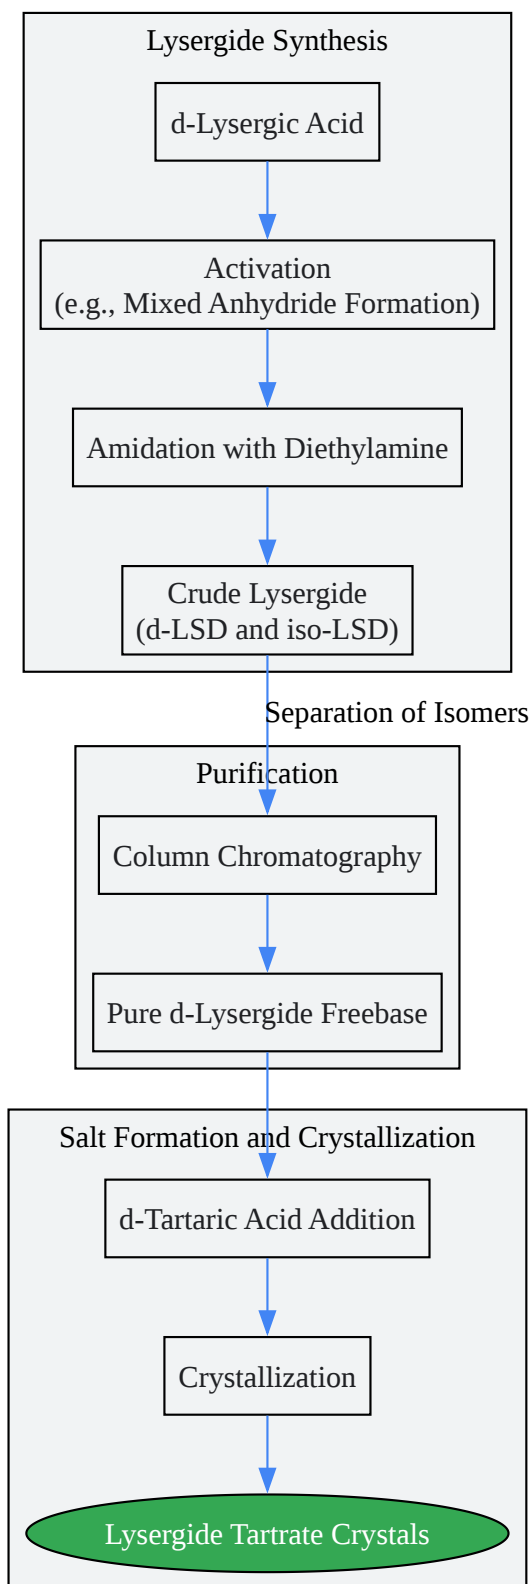 Lysergide Synthesis
d-Lysergic Acid
Activation
(e.g., Mixed Anhydride Formation)
Amidation with Diethylamine
Crude Lysergide
(d-LSD and iso-LSD)
Separation of Isomers
Purification
Column Chromatography
Pure d-Lysergide Freebase
Salt Formation and Crystallization
d-Tartaric Acid Addition
Crystallization
Lysergide Tartrate Crystals